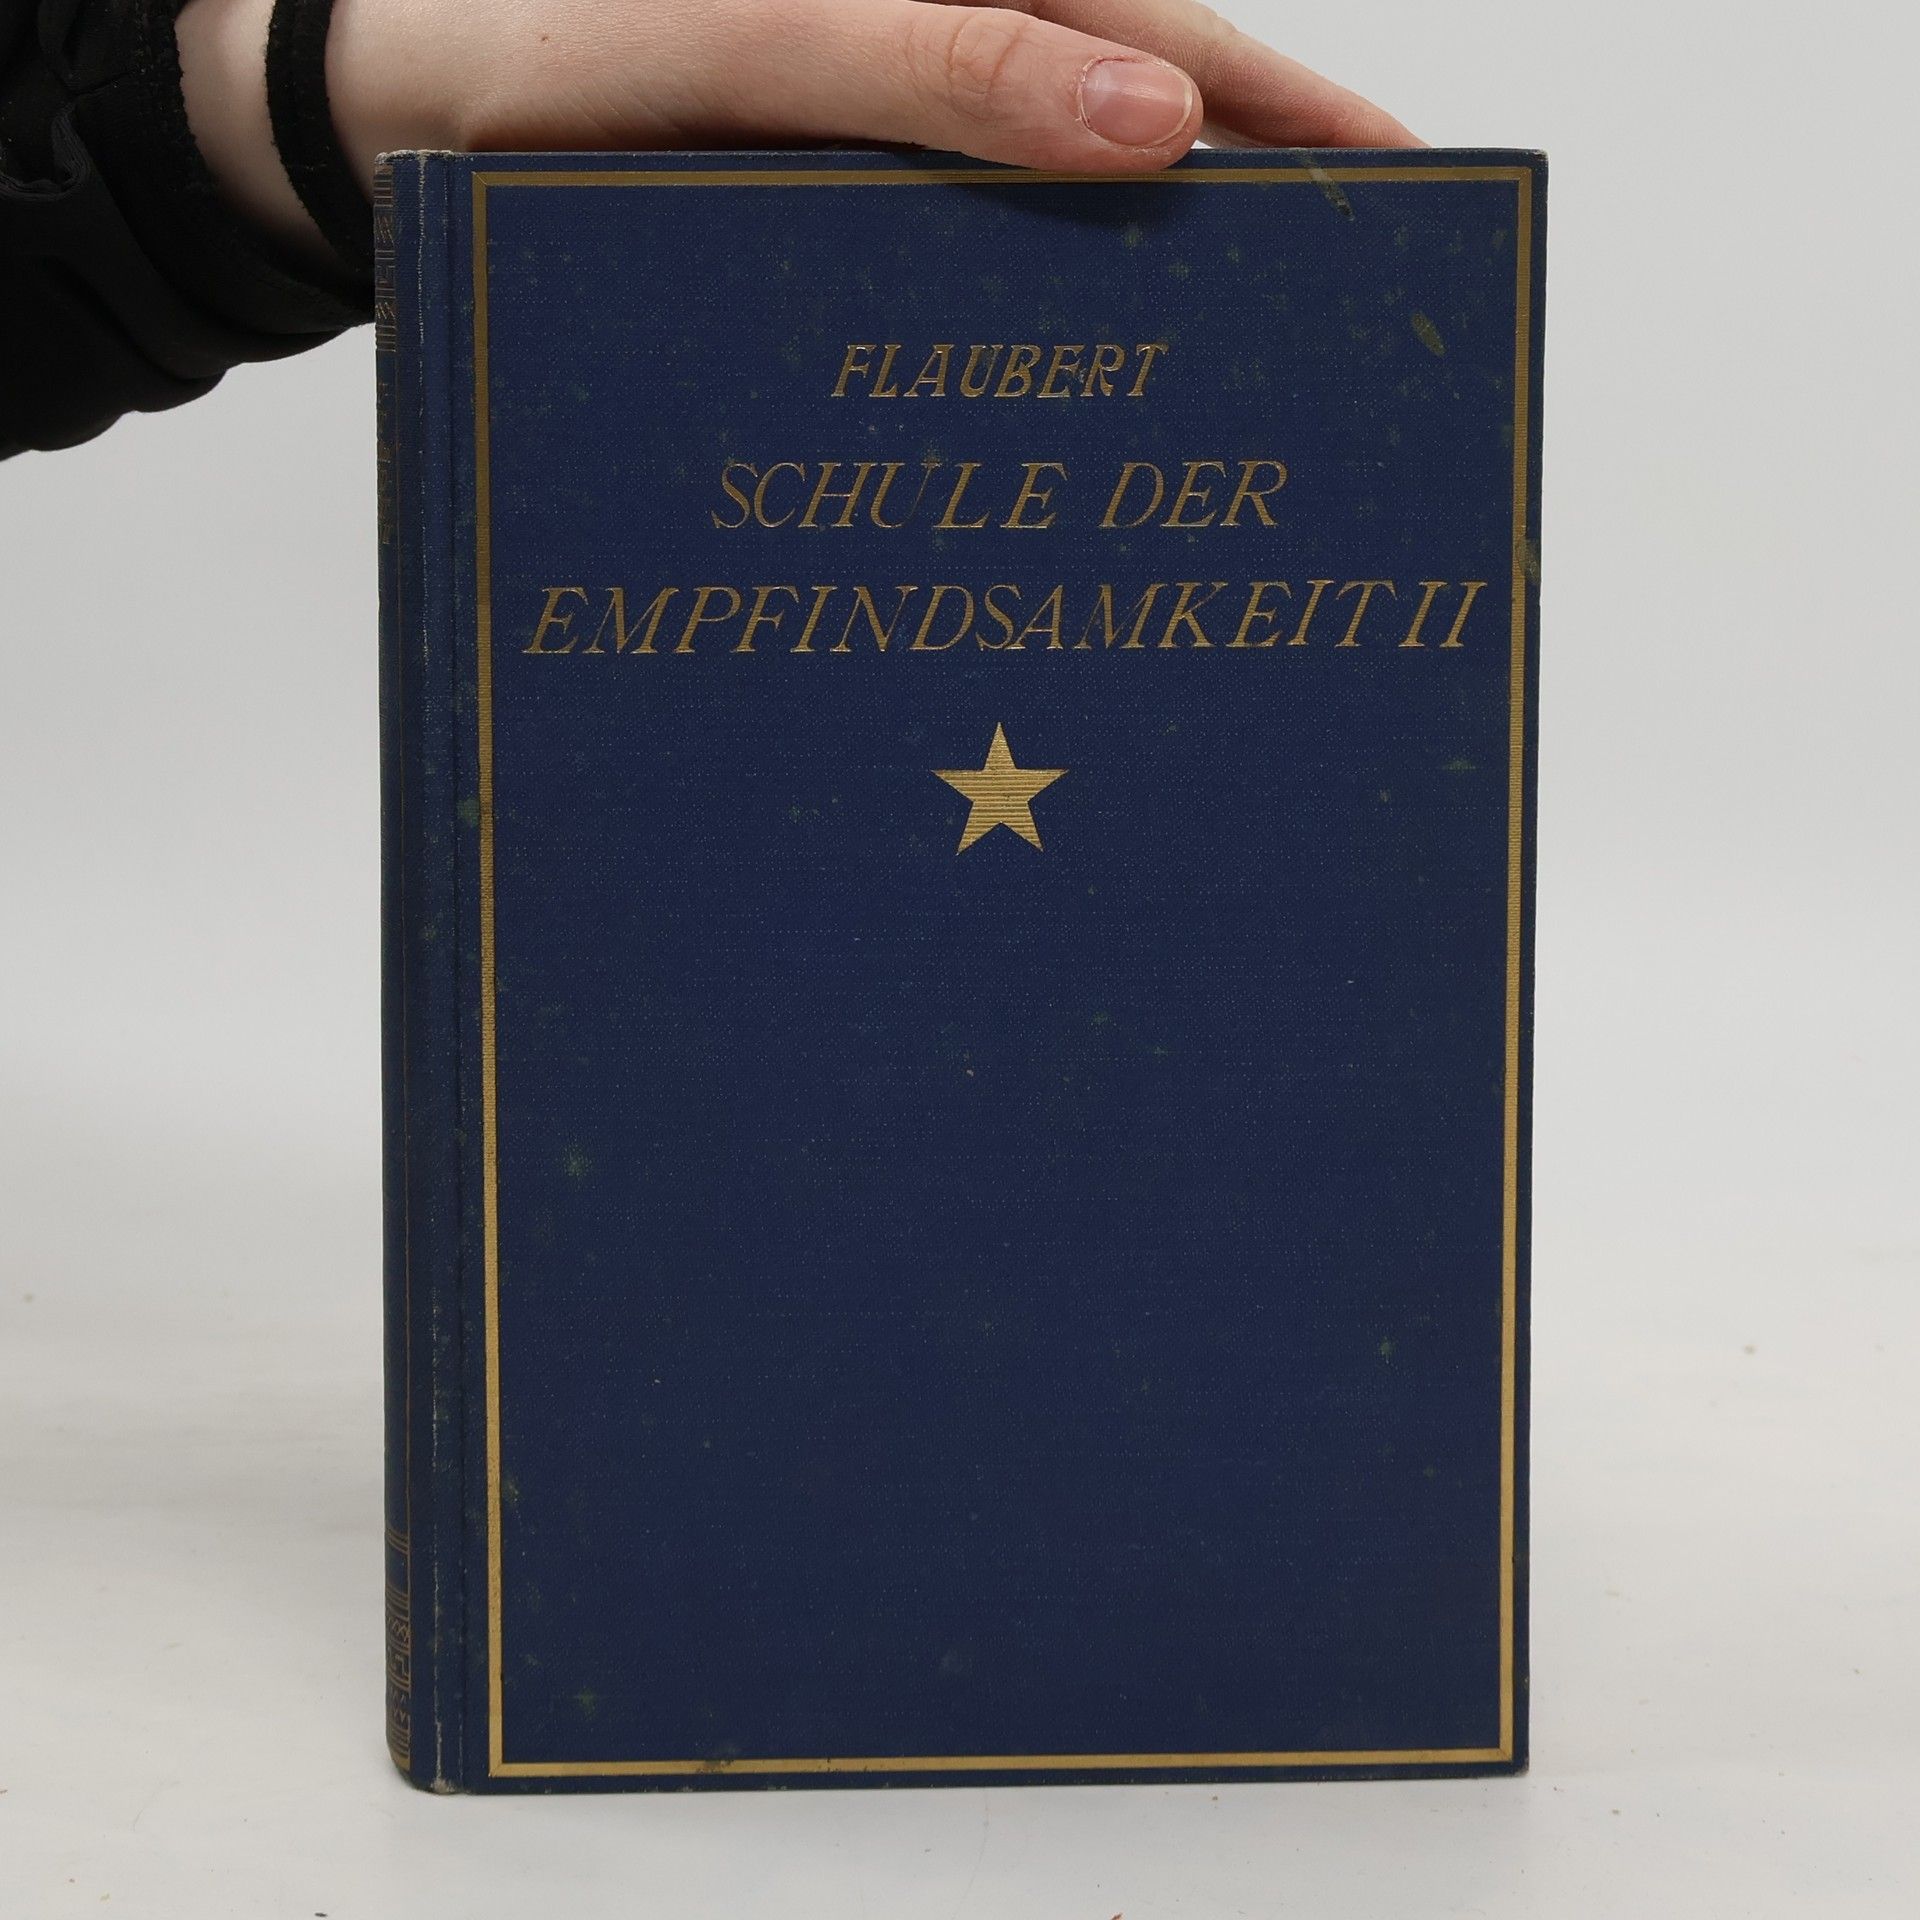 FLAUBERT
SCHULE DER
EMPFINDSAMKEIT II